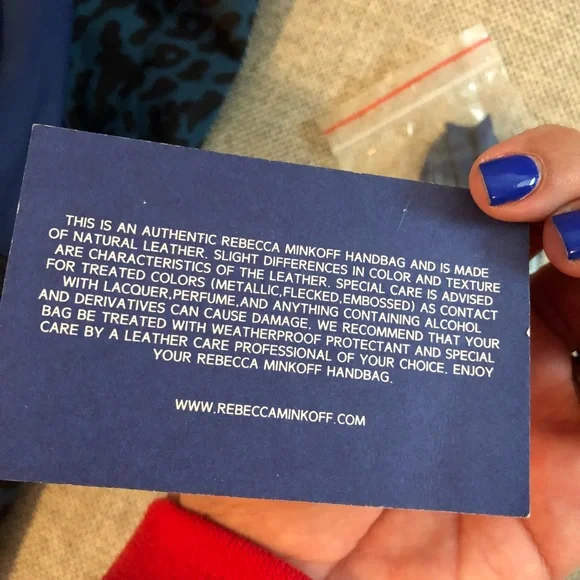 THIS IS AN AUTHENTIC REBECCA MINKOFF HANDBAG AND IS MADE
OF NATURAL LEATHER. SLIGHT DIFFERENCES IN COLOR AND TEXTURE
ARE CHARACTERISTICS OF THE LEATHER. SPECIAL CARE IS ADVISED
FOR TREATED COLORS (METALLIC,FLECKED,EMBOSSED) AS CONTACT
WITH LACQUER,PERFUME,AND ANYTHING CONTAINING ALCOHOL
AND DERIVATIVES CAN CAUSE DAMAGE. WE RECOMMEND THAT YOUR
BAG BE TREATED WITH WEATHERPROOF PROTECTANT AND SPECIAL
CARE BY A LEATHER CARE PROFESSIONAL OF YOUR CHOICE. ENJOY
YOUR REBECCA MINKOFF HANDBAG.
WWW.REBECCAMINKOFF.COM